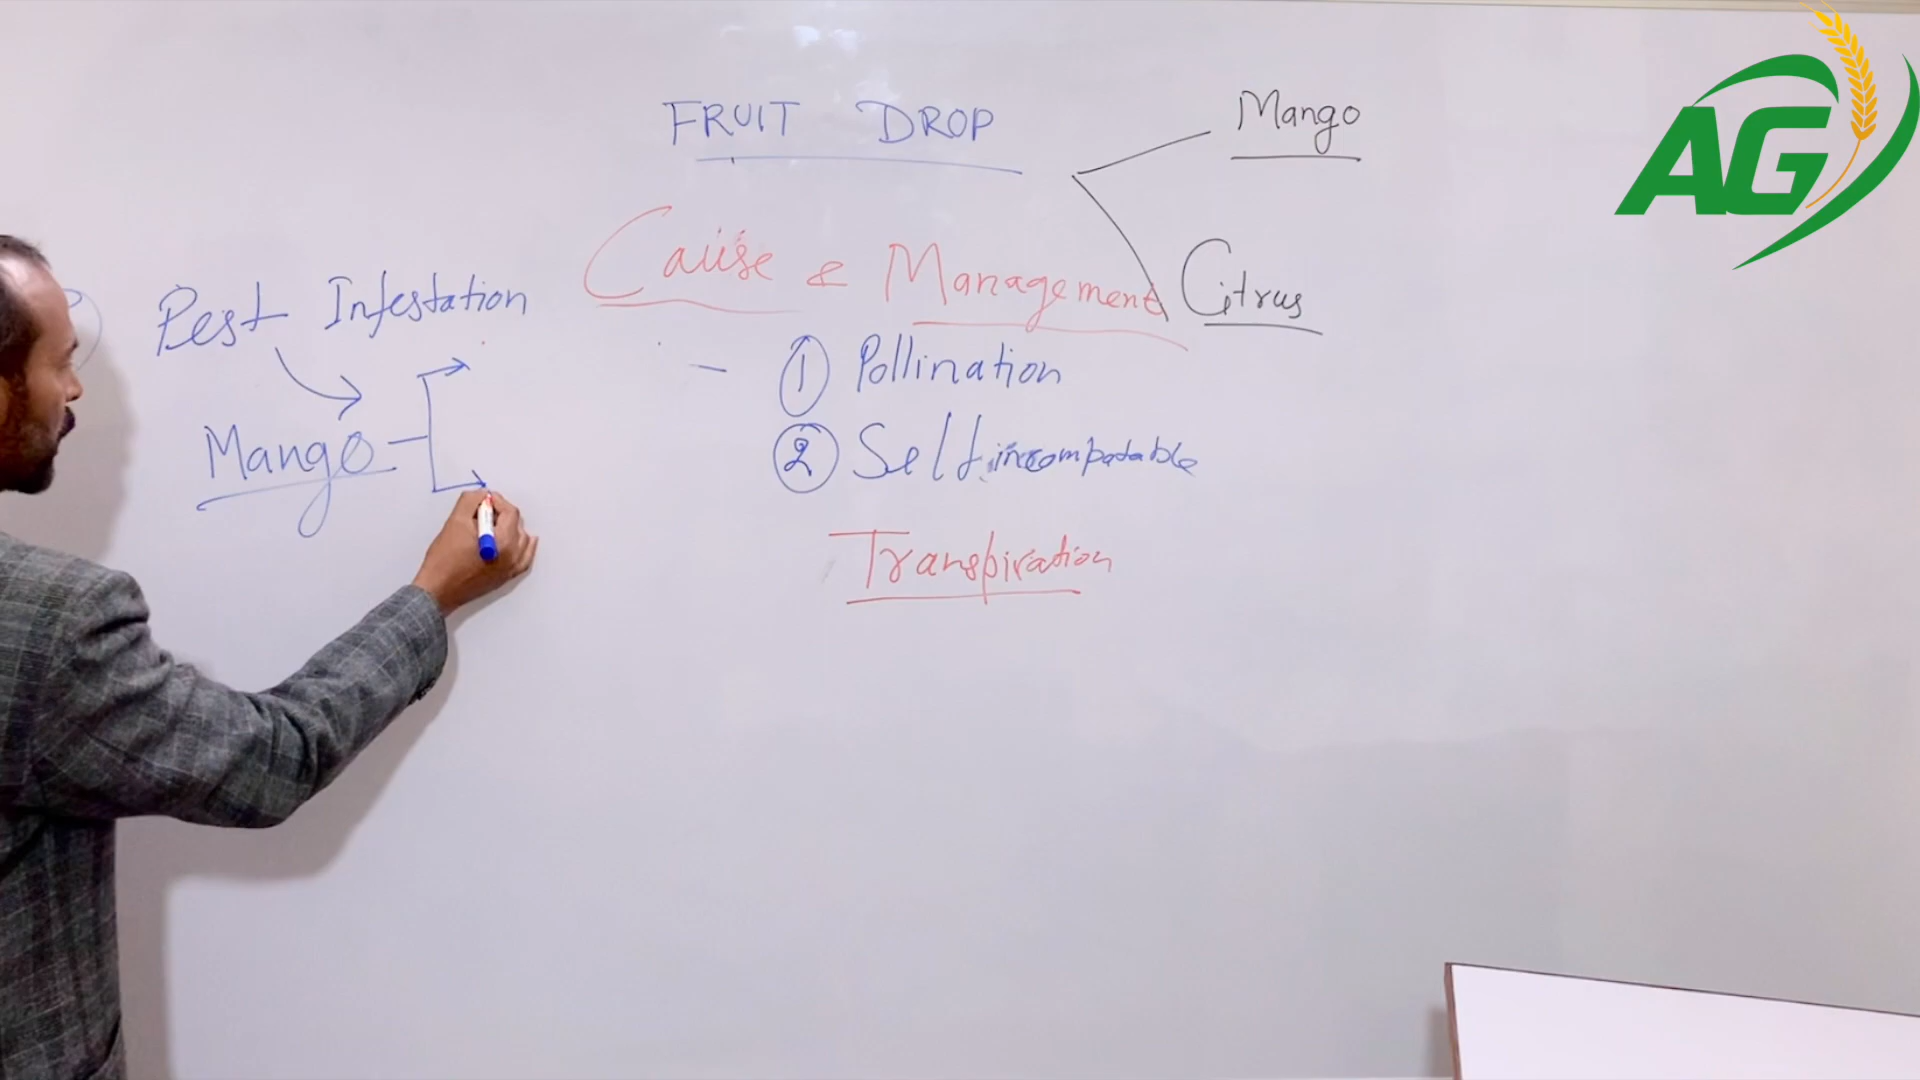 FRUIT DROP
Mango
Cause & Management
Citrus
Pest Infestation
Mango
1 Pollination
2 Self incompatable
Transpiration
AG